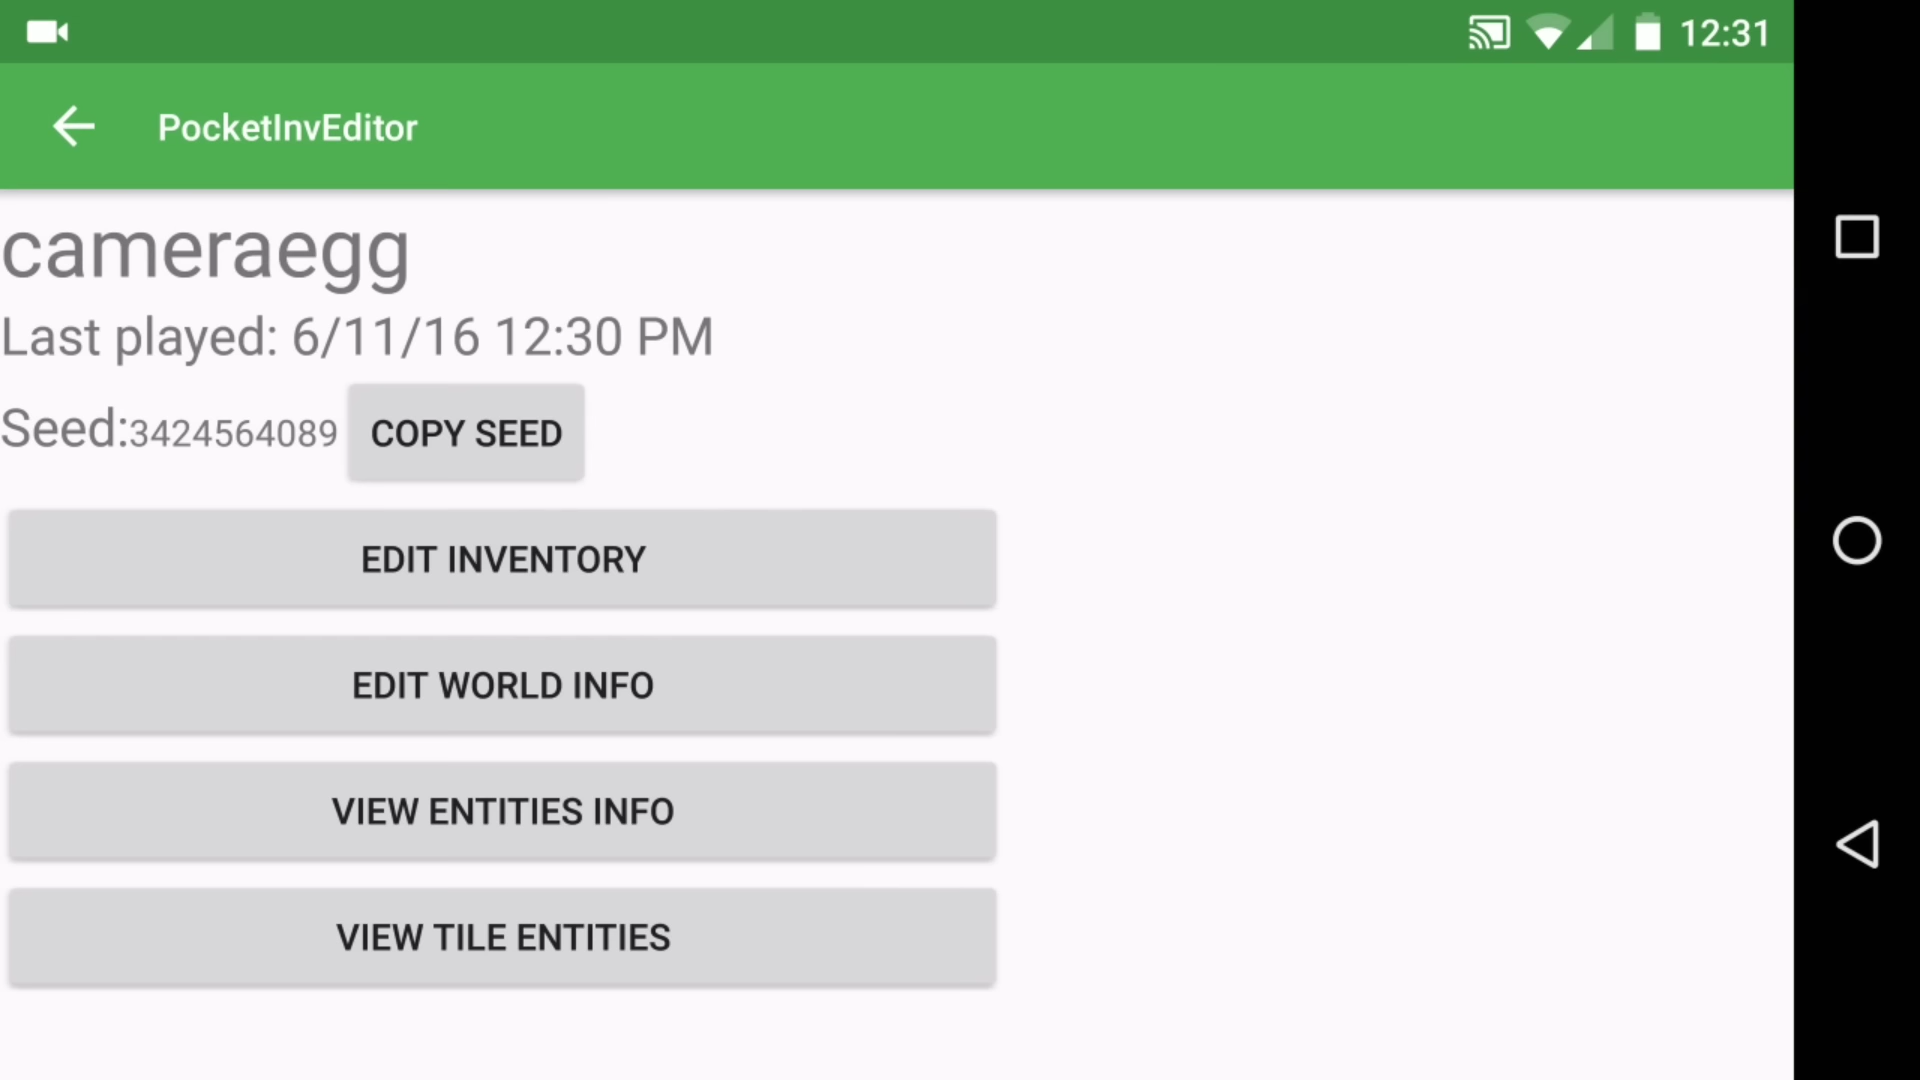 12:31
PocketInvEditor
cameraegg
Last played: 6/11/16 12:30 PM
Seed:3424564089 COPY SEED
EDIT INVENTORY
EDIT WORLD INFO
VIEW ENTITIES INFO
VIEW TILE ENTITIES